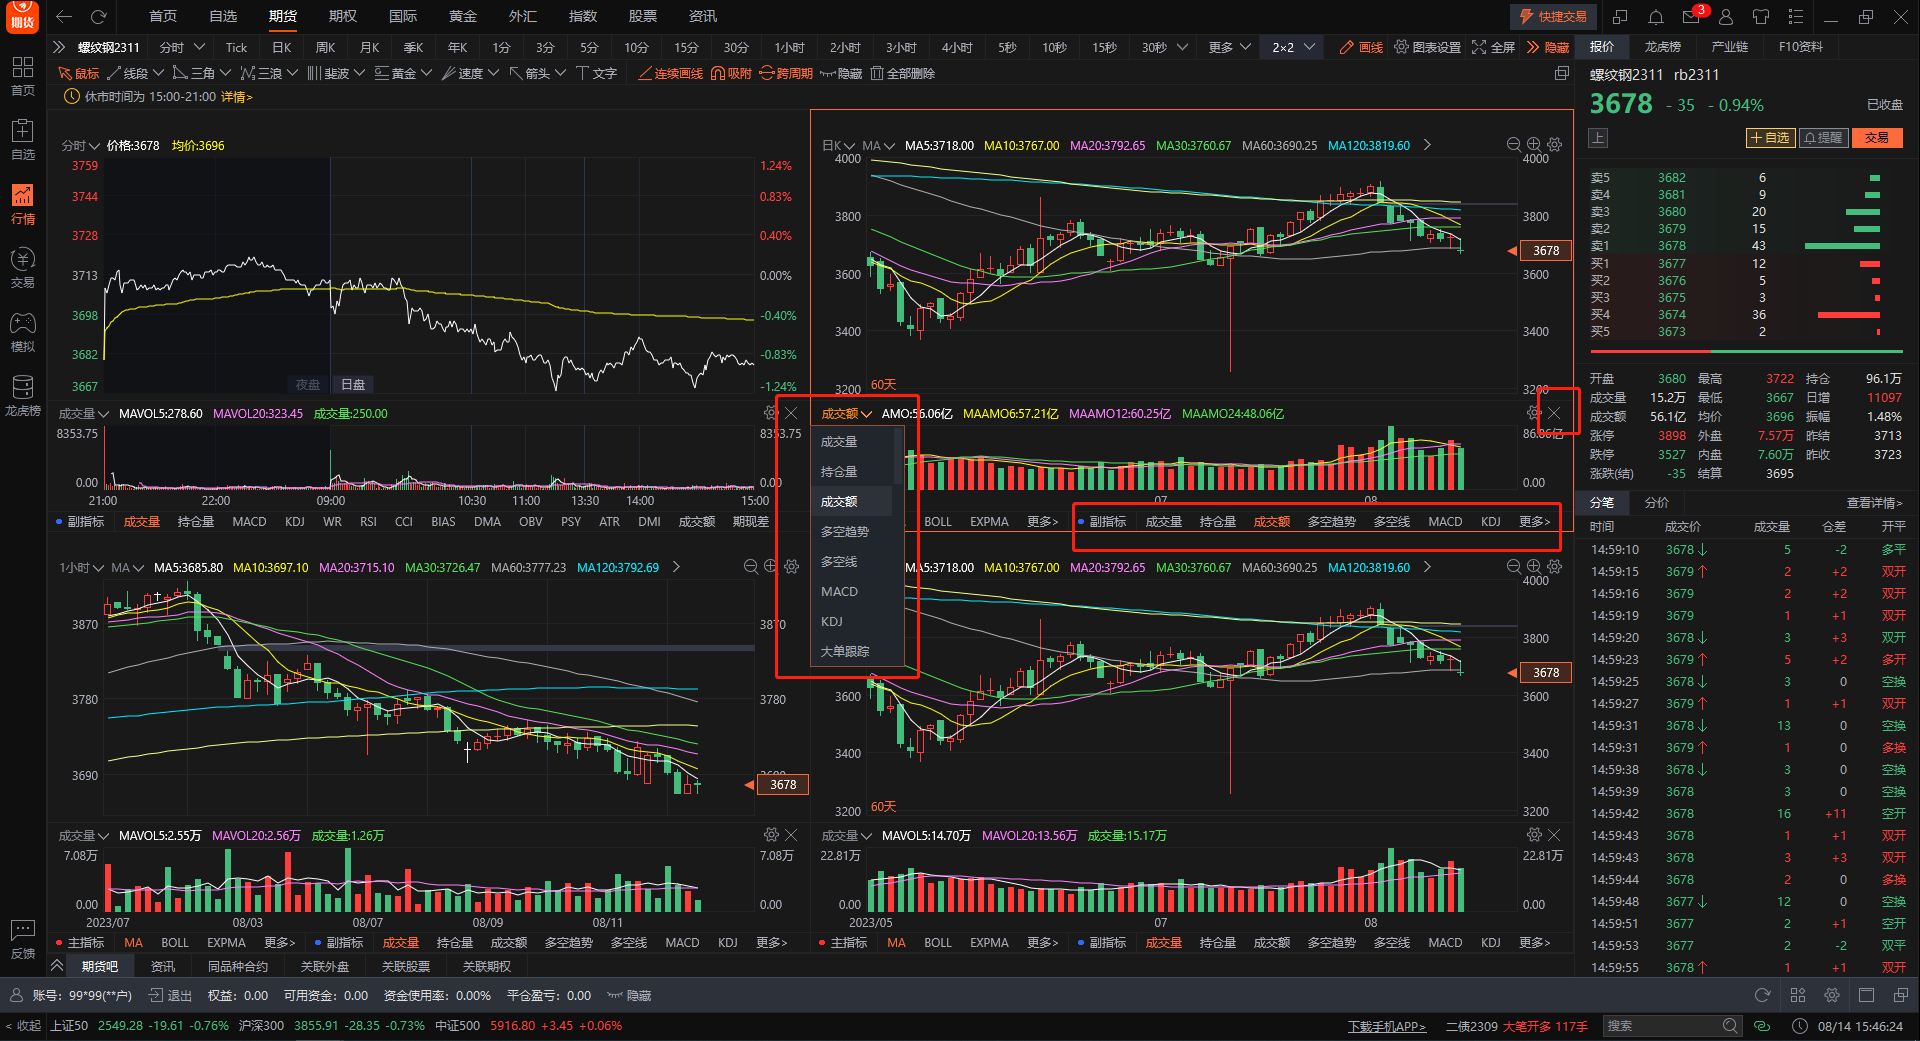 期货
首页 自选 期货 期权 国际 黄金 外汇 指数 股票 资讯
快捷交易 3
螺纹钢2311 分时 Tick 日K 周K 月K 季K 年K 1分 3分 5分 10分 15分 30分 1小时 2小时 3小时 4小时 5秒 10秒 15秒 30秒 更多 2×2 画线 图表设置 全屏 隐藏
鼠标 线段 三角 三浪 斐波 黄金 速度 箭头 文字 连续画线 吸附 跨周期 隐藏 全部删除
休市时间为 15:00-21:00 详情>
首页
自选
行情
交易
模拟
龙虎榜
反馈
分时 价格:3678 均价:3696
3759 1.24%
3744 0.83%
3728 0.40%
3713 0.00%
3698 -0.40%
3682 -0.83%
3667 -1.24%
夜盘 日盘
成交量 MAVOL5:278.60 MAVOL20:323.45 成交量:250.00
8353.75 8353.75
0.00 0.00
21:00 22:00 09:00 10:30 11:00 13:30 14:00 15:00
副指标 成交量 持仓量 MACD KDJ WR RSI CCI BIAS DMA OBV PSY ATR DMI 成交额 期现差
日K MA MA5:3718.00 MA10:3767.00 MA20:3792.65 MA30:3760.67 MA60:3690.25 MA120:3819.60
4000 4000
3800 3800
3678
3600 3600
3400 3400
3200
60天
成交额 AMO:56.06亿 MAAMO6:57.21亿 MAAMO12:60.25亿 MAAMO24:48.06亿
成交量
持仓量
成交额
多空趋势
多空线
MACD
KDJ
大单跟踪
0.00
07 08
BOLL EXPMA 更多> 副指标 成交量 持仓量 成交额 多空趋势 多空线 MACD KDJ 更多>
1小时 MA MA5:3685.80 MA10:3697.10 MA20:3715.10 MA30:3726.47 MA60:3777.23 MA120:3792.69
3870
3780 3780
3690
3678
成交量 MAVOL5:2.55万 MAVOL20:2.56万 成交量:1.26万
7.08万 7.08万
0.00 0.00
2023/07 08/03 08/07 08/09 08/11
主指标 MA BOLL EXPMA 更多> 副指标 成交量 持仓量 成交额 多空趋势 多空线 MACD KDJ 更多>
MA5:3718.00 MA10:3767.00 MA20:3792.65 MA30:3760.67 MA60:3690.25 MA120:3819.60
4000
3800
3678
3600 3600
3400 3400
3200 3200
60天
成交量 MAVOL5:14.70万 MAVOL20:13.56万 成交量:15.17万
22.81万 22.81万
0.00 0.00
2023/05 07 08
主指标 MA BOLL EXPMA 更多> 副指标 成交量 持仓量 成交额 多空趋势 多空线 MACD KDJ 更多>
期货吧 资讯 同品种合约 关联外盘 关联股票 关联期权
报价 龙虎榜 产业链 F10资料
螺纹钢2311 rb2311
3678 -35 -0.94% 已收盘
上 +自选 提醒 交易
卖5 3682 6
卖4 3681 9
卖3 3680 20
卖2 3679 15
卖1 3678 43
买1 3677 12
买2 3676 5
买3 3675 3
买4 3674 36
买5 3673 2
开盘 3680 最高 3722 持仓 96.1万
成交量 15.2万 最低 3667 日增 11097
成交额 56.1亿 均价 3696 振幅 1.48%
涨停 3898 外盘 7.57万 昨结 3713
跌停 3527 内盘 7.60万 昨收 3723
涨跌(结) -35 结算 3695
分笔 分价 查看详情>
时间 成交价 成交量 仓差 开平
14:59:10 3678↓ 5 -2 多平
14:59:15 3679↑ 2 +2 双开
14:59:16 3679 2 +2 双开
14:59:19 3679 1 +1 双开
14:59:20 3678↓ 3 +3 双开
14:59:23 3679↑ 5 +2 多开
14:59:25 3678↓ 3 0 空换
14:59:27 3679↑ 1 +1 双开
14:59:31 3678↓ 13 0 空换
14:59:31 3679↑ 1 0 多换
14:59:38 3678↓ 3 0 空换
14:59:39 3678 3 0 空换
14:59:42 3678 16 +11 空开
14:59:43 3678 1 +1 双开
14:59:43 3678 3 +3 双开
14:59:44 3678 2 0 多换
14:59:48 3677↓ 12 0 空换
14:59:51 3677 2 +1 空开
14:59:53 3677 2 -2 双平
14:59:55 3678↑ 1 +1 双开
账号：99*99(**户) 退出 权益：0.00 可用资金：0.00 资金使用率：0.00% 平仓盈亏：0.00 隐藏
< 收起 上证50 2549.28 -19.61 -0.76% 沪深300 3855.91 -28.35 -0.73% 中证500 5916.80 +3.45 +0.06% 下载手机APP> 二债2309 大笔开多 117手 搜索 08/14 15:46:24